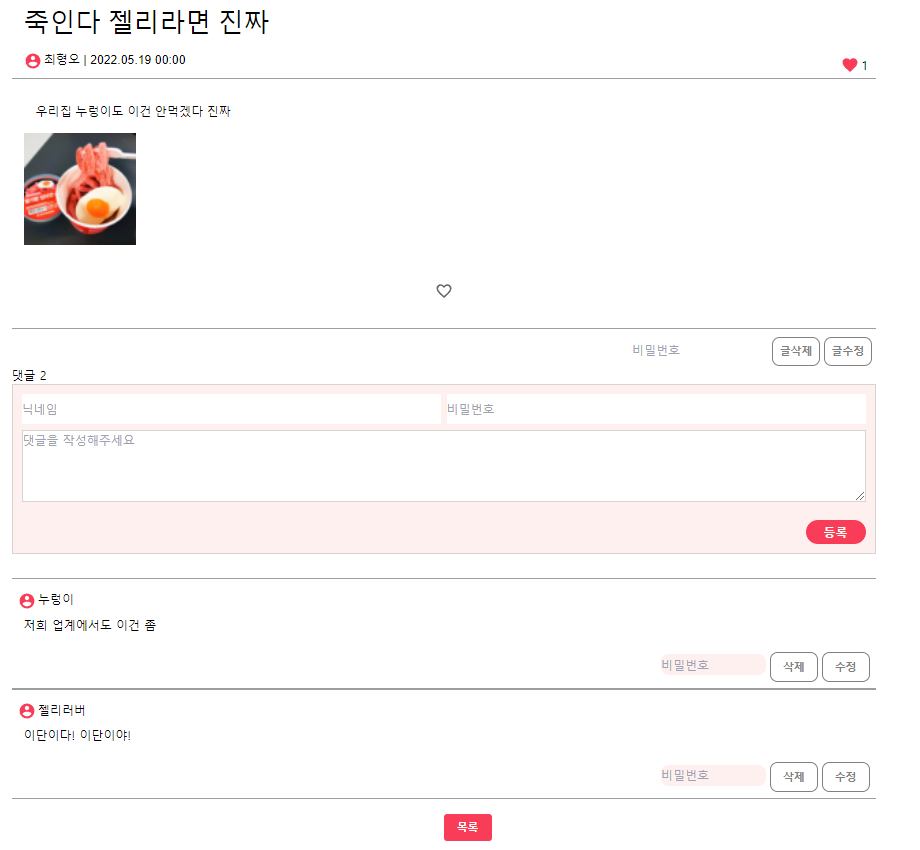 죽인다 젤리라면 진짜
최형오 | 2022.05.19 00:00
1
우리집 누렁이도 이건 안먹겠다 진짜
비밀번호 글삭제 글수정
댓글 2
닉네임 비밀번호
댓글을 작성해주세요
등록
누렁이
저희 업계에서도 이건 좀
비밀번호 삭제 수정
젤리러버
이단이다! 이단이야!
비밀번호 삭제 수정
목록